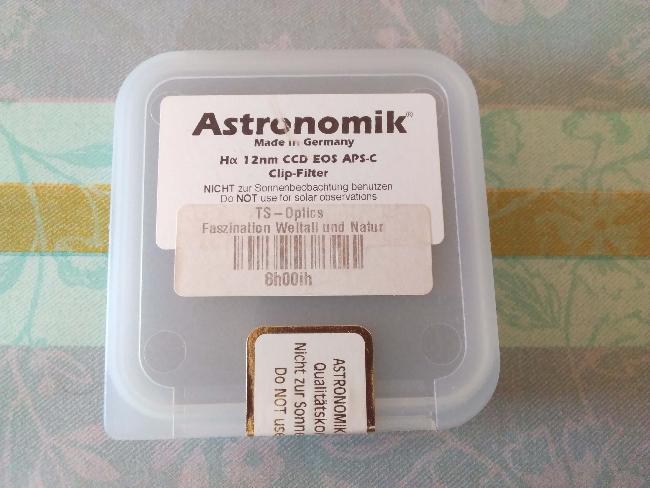 Astronomik®
Made in Germany
Hα 12nm CCD EOS APS-C
Clip-Filter
NICHT zur Sonnenbeobachtung benutzen
Do NOT use for solar observations
TS-Optics
Faszination Weltall und Natur
8h00ih
ASTRONOMIK
Qualitätsko
Nicht zur Sonne
Do NOT use